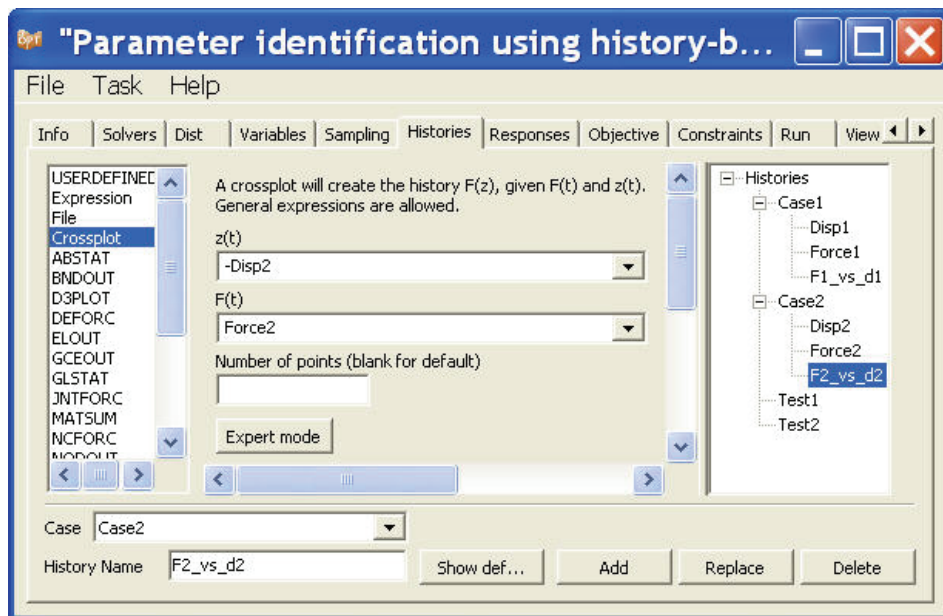 "Parameter identification using history-b...
File Task Help
Info Solvers Dist Variables Sampling Histories Responses Objective Constraints Run View
USERDEFINED
Expression
File
Crossplot
ABSTAT
BNDOUT
D3PLOT
DEFORC
ELOUT
GCEOUT
GLSTAT
JNTFORC
MATSUM
NCFORC
NODOUT
A crossplot will create the history F(z), given F(t) and z(t).
General expressions are allowed.
z(t)
-Disp2
F(t)
Force2
Number of points (blank for default)
Expert mode
Histories
Case1
Disp1
Force1
F1_vs_d1
Case2
Disp2
Force2
F2_vs_d2
Test1
Test2
Case Case2
History Name F2_vs_d2 Show def... Add Replace Delete